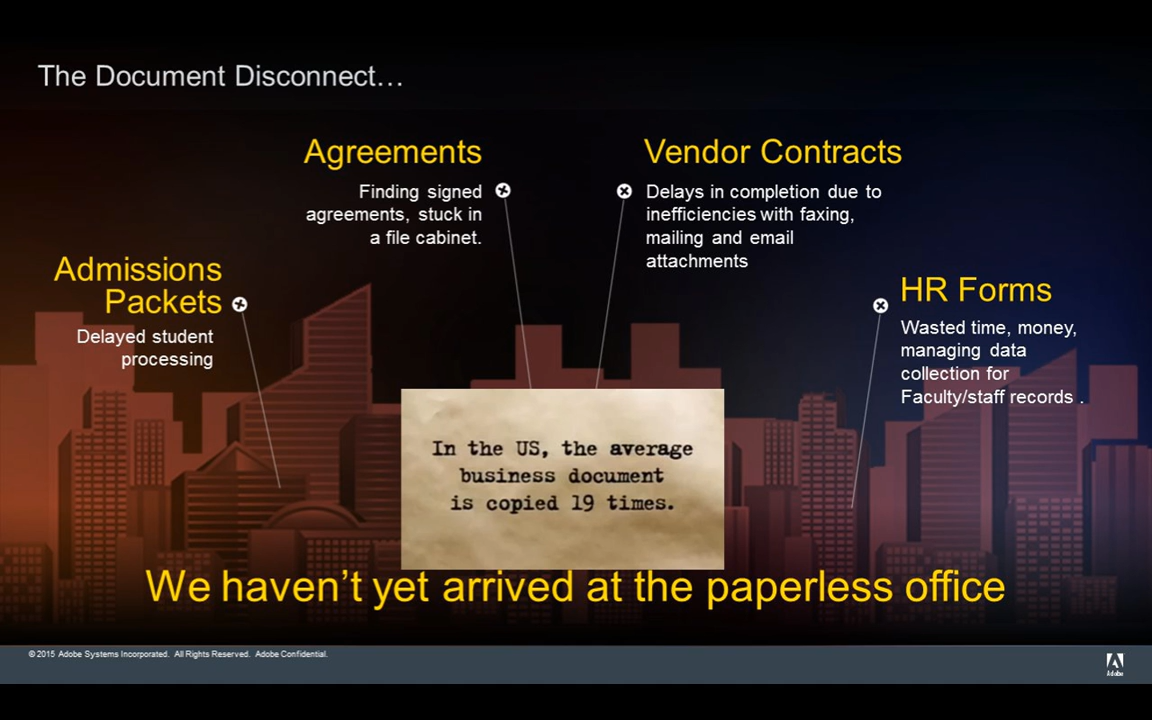 The Document Disconnect…
Agreements
Finding signed
agreements, stuck in
a file cabinet.
Vendor Contracts
Delays in completion due to
inefficiencies with faxing,
mailing and email
attachments
Admissions
Packets
Delayed student
processing
HR Forms
Wasted time, money,
managing data
collection for
Faculty/staff records .
In the US, the average
business document
is copied 19 times.
We haven’t yet arrived at the paperless office
© 2015 Adobe Systems Incorporated. All Rights Reserved. Adobe Confidential.
Adobe